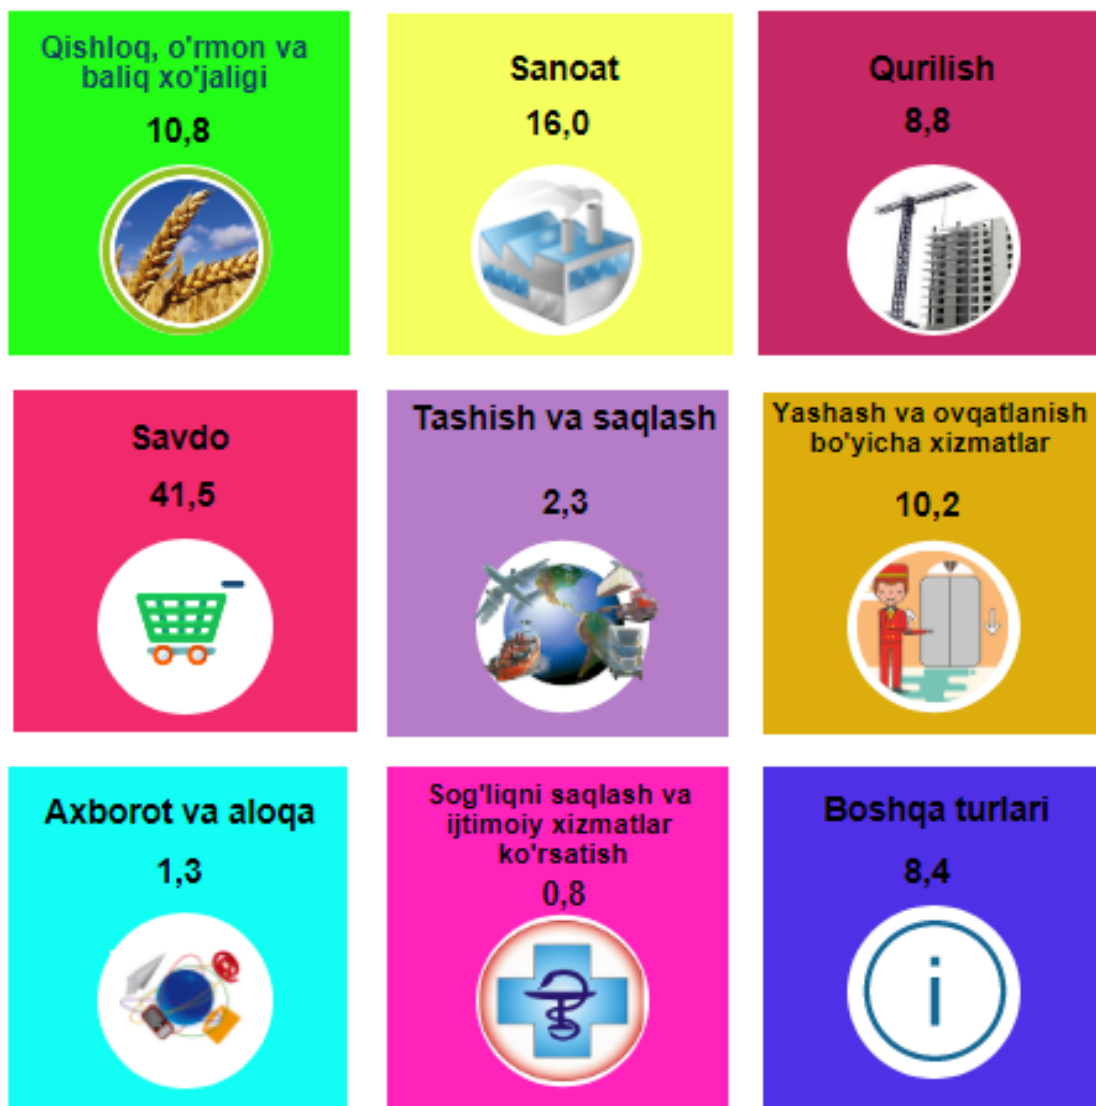 Qishloq, o'rmon va
baliq xo'jaligi
10,8
Sanoat
16,0
Qurilish
8,8
Savdo
41,5
Tashish va saqlash
2,3
Yashash va ovqatlanish
bo'yicha xizmatlar
10,2
Axborot va aloqa
1,3
Sog'liqni saqlash va
ijtimoiy xizmatlar
ko'rsatish
0,8
Boshqa turlari
8,4
i